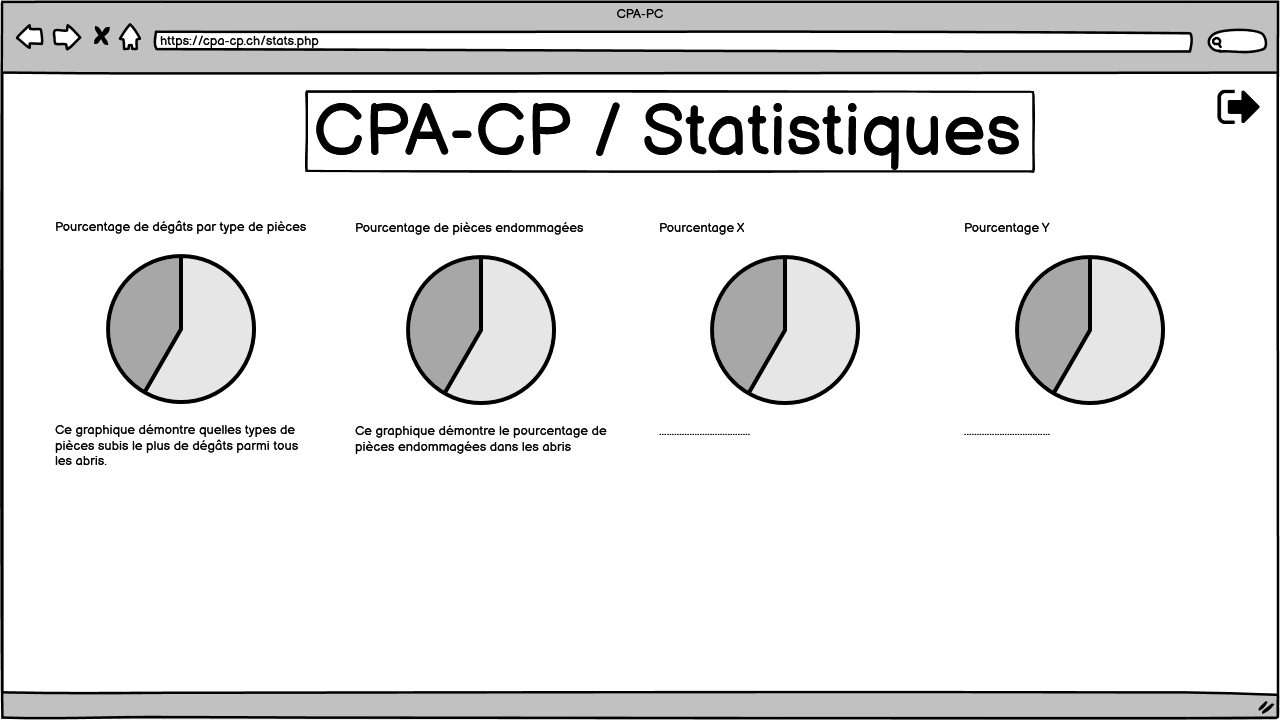 CPA-PC
https://cpa-cp.ch/stats.php
CPA-CP / Statistiques
Pourcentage de dégâts par type de pièces
Pourcentage de pièces endommagées
Pourcentage X
Pourcentage Y
Ce graphique démontre quelles types de
pièces subis le plus de dégâts parmi tous
les abris.
Ce graphique démontre le pourcentage de
pièces endommagées dans les abris
....................................
....................................